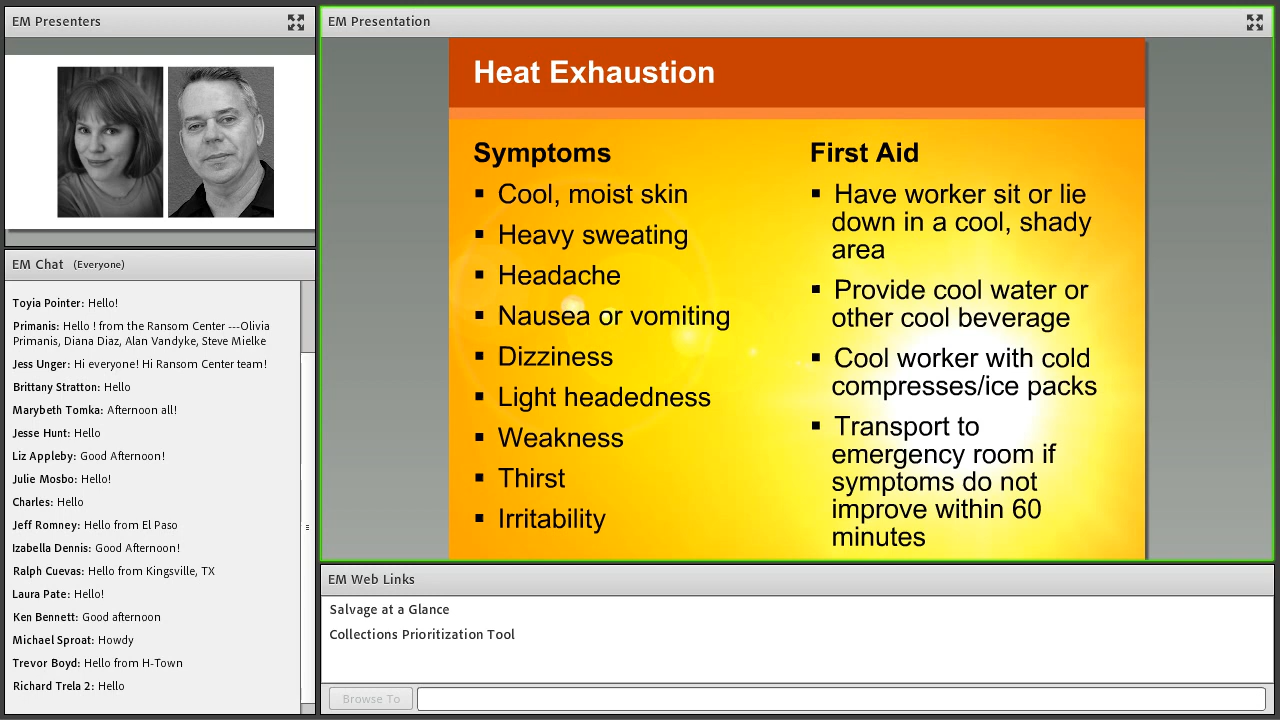 EM Presenters
EM Chat (Everyone)
Toyia Pointer: Hello!
Primanis: Hello ! from the Ransom Center ---Olivia
Primanis, Diana Diaz, Alan Vandyke, Steve Mielke
Jess Unger: Hi everyone! Hi Ransom Center team!
Brittany Stratton: Hello
Marybeth Tomka: Afternoon all!
Jesse Hunt: Hello
Liz Appleby: Good Afternoon!
Julie Mosbo: Hello!
Charles: Hello
Jeff Romney: Hello from El Paso
Izabella Dennis: Good Afternoon!
Ralph Cuevas: Hello from Kingsville, TX
Laura Pate: Hello!
Ken Bennett: Good afternoon
Michael Sproat: Howdy
Trevor Boyd: Hello from H-Town
Richard Trela 2: Hello
EM Presentation
Heat Exhaustion
Symptoms
▪ Cool, moist skin
▪ Heavy sweating
▪ Headache
▪ Nausea or vomiting
▪ Dizziness
▪ Light headedness
▪ Weakness
▪ Thirst
▪ Irritability
First Aid
▪ Have worker sit or lie
down in a cool, shady
area
▪ Provide cool water or
other cool beverage
▪ Cool worker with cold
compresses/ice packs
▪ Transport to
emergency room if
symptoms do not
improve within 60
minutes
EM Web Links
Salvage at a Glance
Collections Prioritization Tool
Browse To